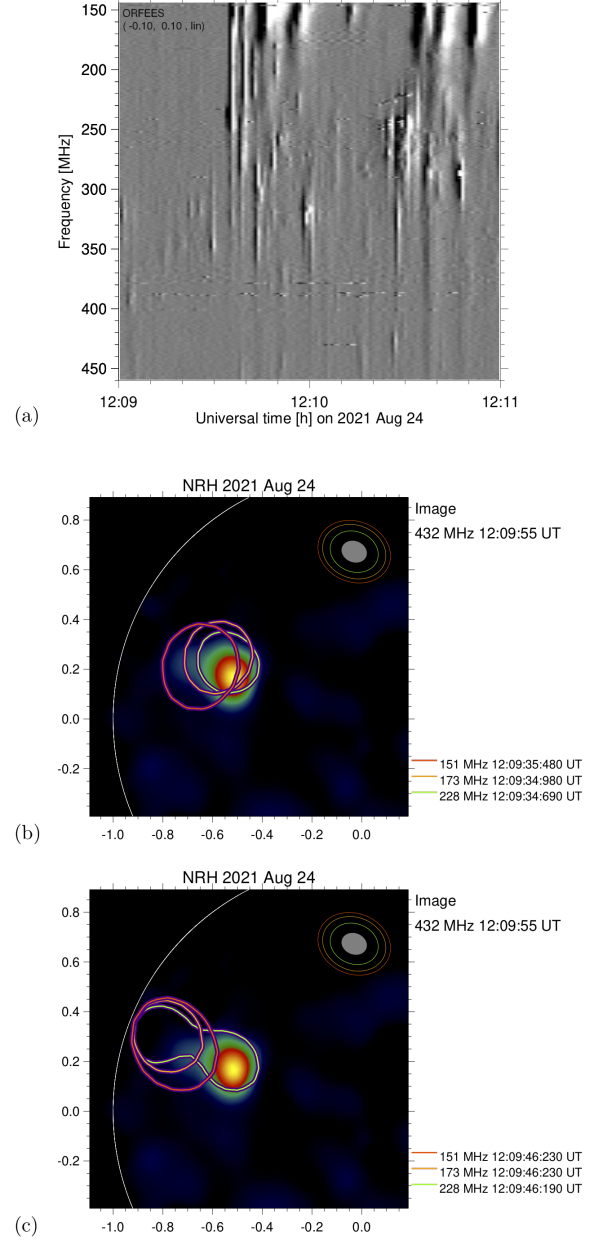 ORFEES
( -0.10,  0.10 , lin)
150
200
250
300
350
400
450
Frequency [MHz]
12:09
12:10
12:11
Universal time [h] on 2021 Aug 24
(a)
NRH 2021 Aug 24
Image
432 MHz 12:09:55 UT
0.8
0.6
0.4
0.2
0.0
-0.2
151 MHz 12:09:35:480 UT
173 MHz 12:09:34:980 UT
228 MHz 12:09:34:690 UT
-1.0 -0.8 -0.6 -0.4 -0.2 0.0
(b)
NRH 2021 Aug 24
Image
432 MHz 12:09:55 UT
0.8
0.6
0.4
0.2
0.0
-0.2
151 MHz 12:09:46:230 UT
173 MHz 12:09:46:230 UT
228 MHz 12:09:46:190 UT
-1.0 -0.8 -0.6 -0.4 -0.2 0.0
(c)